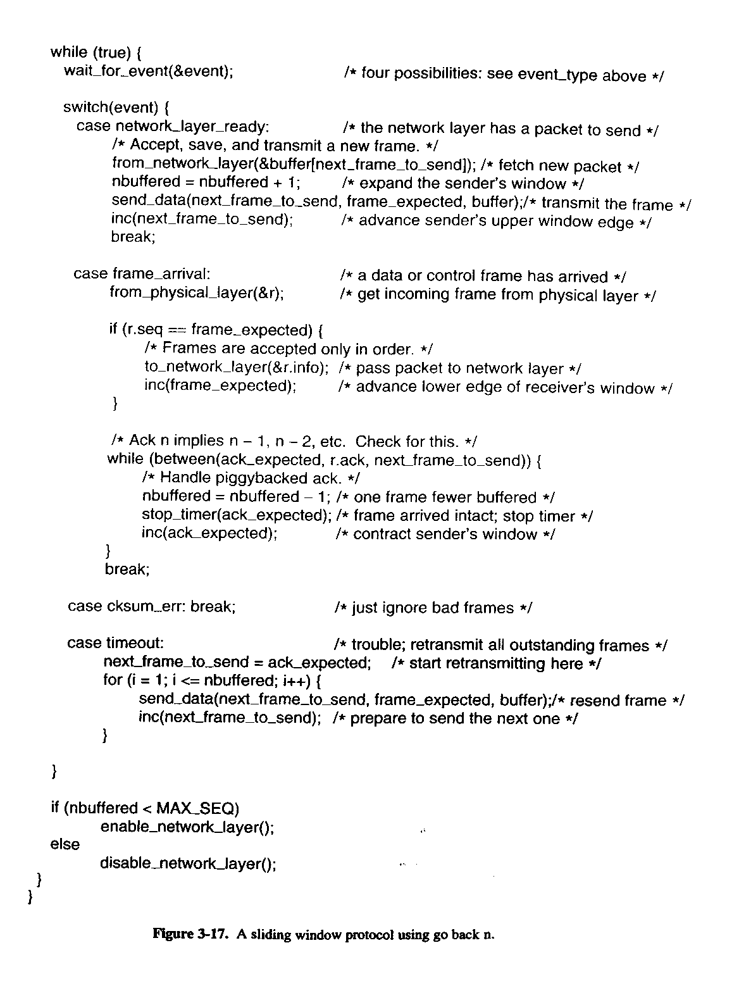 while (true) {
wait_for_event(&event); /* four possibilities: see event_type above */
switch(event) {
case network_layer_ready: /* the network layer has a packet to send */
/* Accept, save, and transmit a new frame. */
from_network_layer(&buffer[next_frame_to_send]); /* fetch new packet */
nbuffered = nbuffered + 1; /* expand the sender's window */
send_data(next_frame_to_send, frame_expected, buffer);/* transmit the frame */
inc(next_frame_to_send); /* advance sender's upper window edge */
break;
case frame_arrival: /* a data or control frame has arrived */
from_physical_layer(&r); /* get incoming frame from physical layer */
if (r.seq == frame_expected) {
/* Frames are accepted only in order. */
to_network_layer(&r.info); /* pass packet to network layer */
inc(frame_expected); /* advance lower edge of receiver's window */
}
/* Ack n implies n – 1, n – 2, etc. Check for this. */
while (between(ack_expected, r.ack, next_frame_to_send)) {
/* Handle piggybacked ack. */
nbuffered = nbuffered – 1; /* one frame fewer buffered */
stop_timer(ack_expected); /* frame arrived intact; stop timer */
inc(ack_expected); /* contract sender's window */
}
break;
case cksum_err: break; /* just ignore bad frames */
case timeout: /* trouble; retransmit all outstanding frames */
next_frame_to_send = ack_expected; /* start retransmitting here */
for (i = 1; i <= nbuffered; i++) {
send_data(next_frame_to_send, frame_expected, buffer);/* resend frame */
inc(next_frame_to_send); /* prepare to send the next one */
}
}
if (nbuffered < MAX_SEQ)
enable_network_layer();
else
disable_network_layer();
}
}
Figure 3-17. A sliding window protocol using go back n.